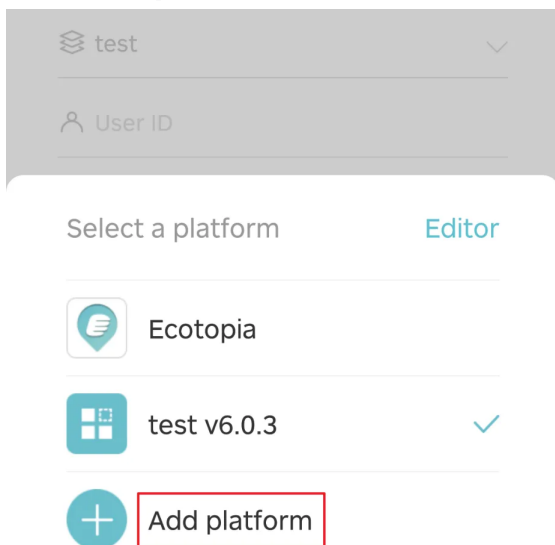 test
User ID
Select a platform
Editor
Ecotopia
test v6.0.3
Add platform